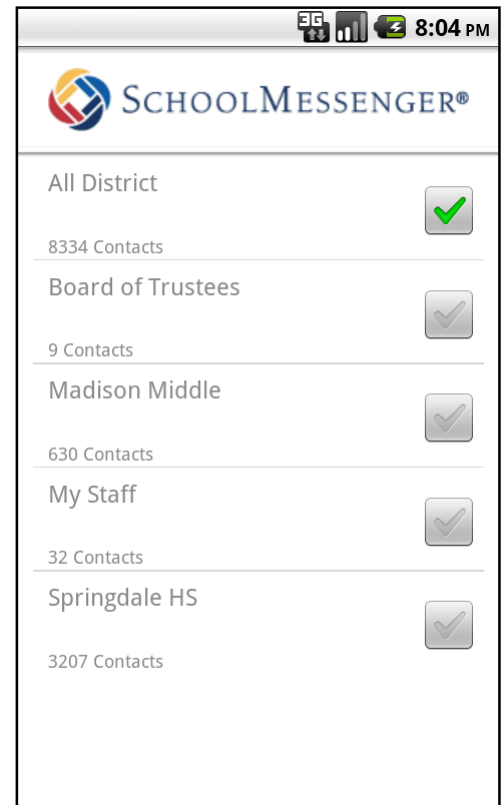 3G 8:04 PM
SCHOOLMESSENGER®
All District
8334 Contacts
Board of Trustees
9 Contacts
Madison Middle
630 Contacts
My Staff
32 Contacts
Springdale HS
3207 Contacts